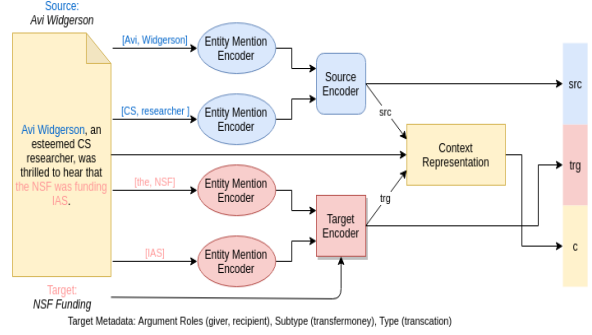 Source:
Avi Widgerson
Avi Widgerson, an
esteemed CS
researcher, was
thrilled to hear that
the NSF was funding
IAS.
Target:
NSF Funding
[Avi, Widgerson]
[CS, researcher ]
[the, NSF]
[IAS]
Entity Mention
Encoder
Entity Mention
Encoder
Entity Mention
Encoder
Entity Mention
Encoder
Source
Encoder
Target
Encoder
src
trg
Context
Representation
src
trg
c
Target Metadata: Argument Roles (giver, recipient), Subtype (transfermoney), Type (transcation)